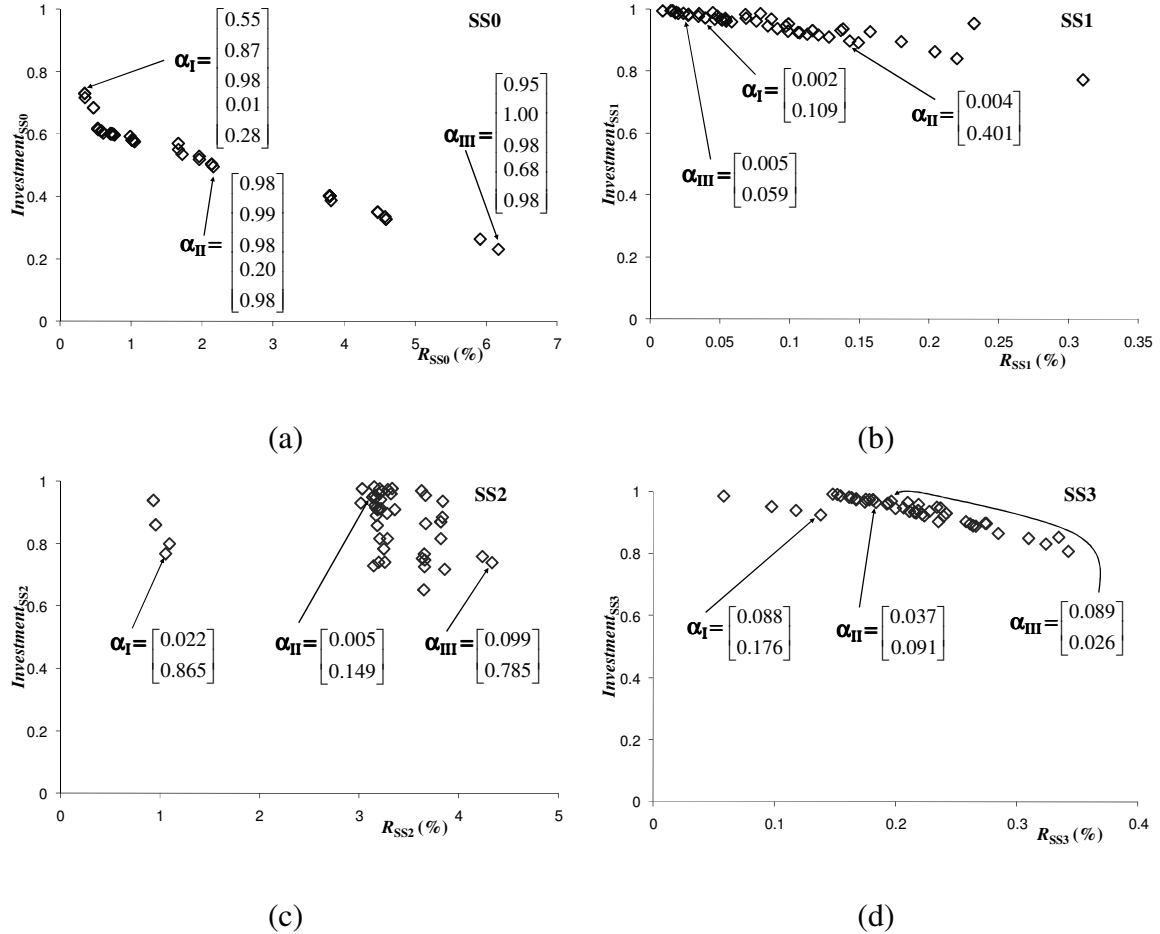 SS0
1
0.8
0.6
0.4
0.2
0
Investment_SS0
0 1 2 3 4 5 6 7
R_SS0 (%)
α_I =
0.55
0.87
0.98
0.01
0.28
α_II =
0.98
0.99
0.98
0.20
0.98
α_III =
0.95
1.00
0.98
0.68
0.98
(a)
SS1
1
0.8
0.6
0.4
0.2
0
Investment_SS1
0 0.05 0.1 0.15 0.2 0.25 0.3 0.35
R_SS1 (%)
α_I =
0.002
0.109
α_II =
0.004
0.401
α_III =
0.005
0.059
(b)
SS2
1
0.8
0.6
0.4
0.2
0
Investment_SS2
0 1 2 3 4 5
R_SS2 (%)
α_I =
0.022
0.865
α_II =
0.005
0.149
α_III =
0.099
0.785
(c)
SS3
1
0.8
0.6
0.4
0.2
0
Investment_SS3
0 0.1 0.2 0.3 0.4
R_SS3 (%)
α_I =
0.088
0.176
α_II =
0.037
0.091
α_III =
0.089
0.026
(d)